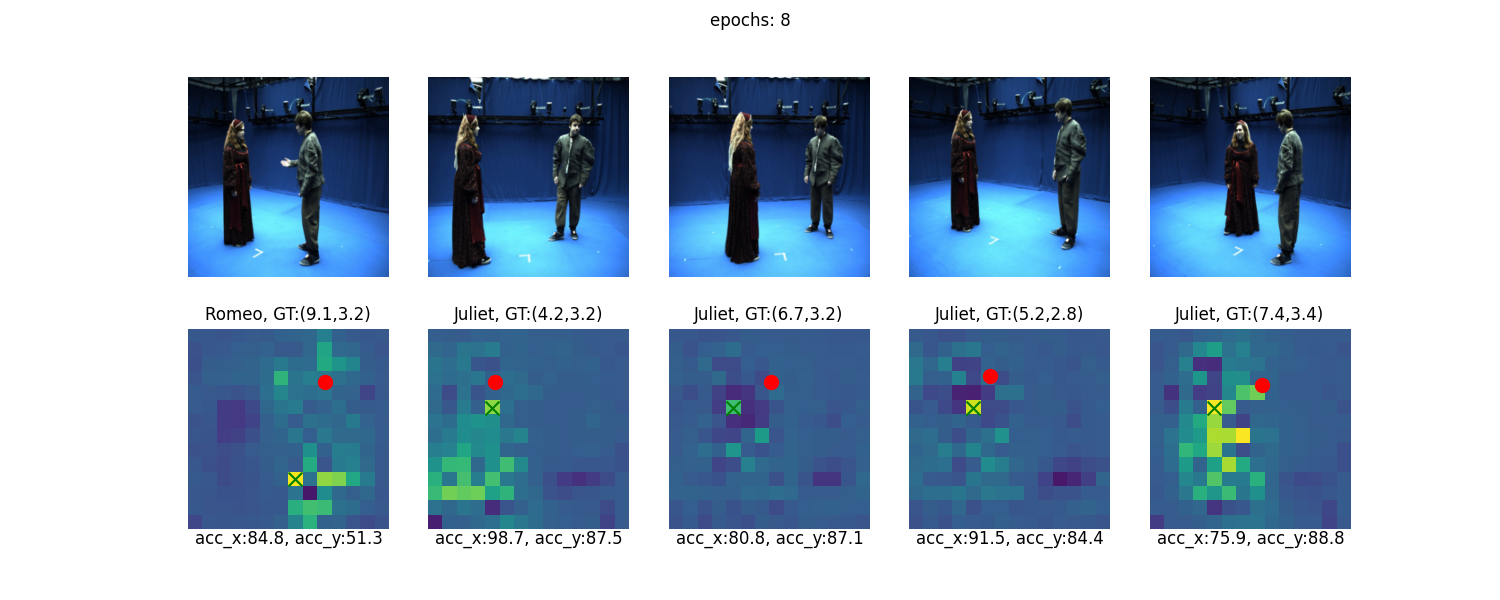 epochs: 8
Romeo, GT:(9.1,3.2)
Juliet, GT:(4.2,3.2)
Juliet, GT:(6.7,3.2)
Juliet, GT:(5.2,2.8)
Juliet, GT:(7.4,3.4)
acc_x:84.8, acc_y:51.3
acc_x:98.7, acc_y:87.5
acc_x:80.8, acc_y:87.1
acc_x:91.5, acc_y:84.4
acc_x:75.9, acc_y:88.8